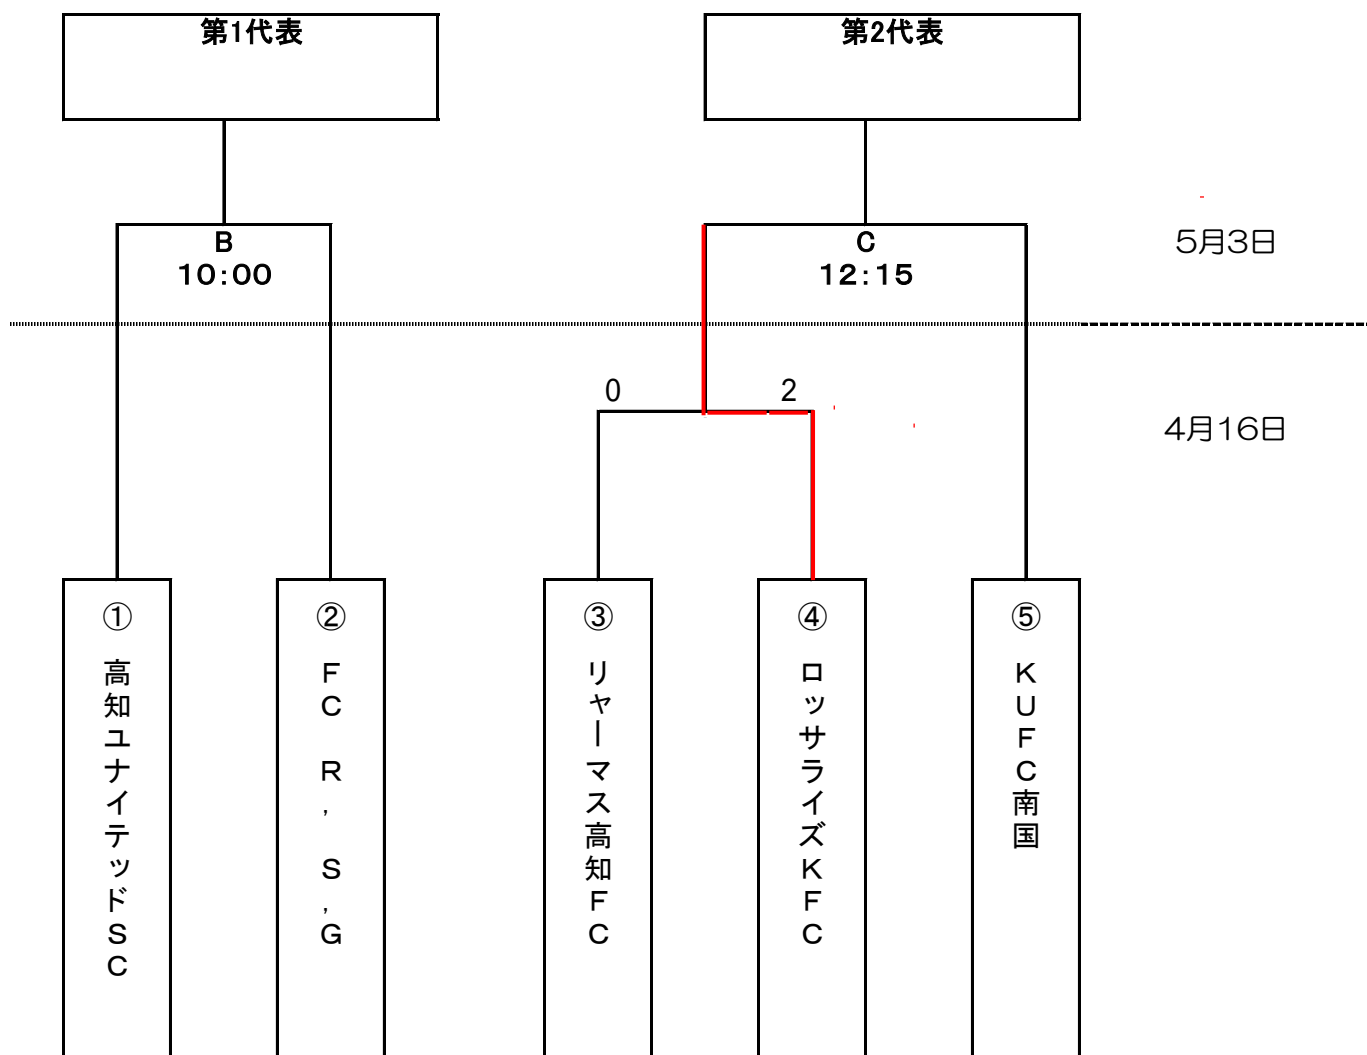 第1代表
第2代表
B
10:00
C
12:15
5月3日
0
2
4月16日
①
高知ユナイテッドSC
②
FC R, S,G
③
リャーマス高知FC
④
ロッサライズKFC
⑤
KUFC南国